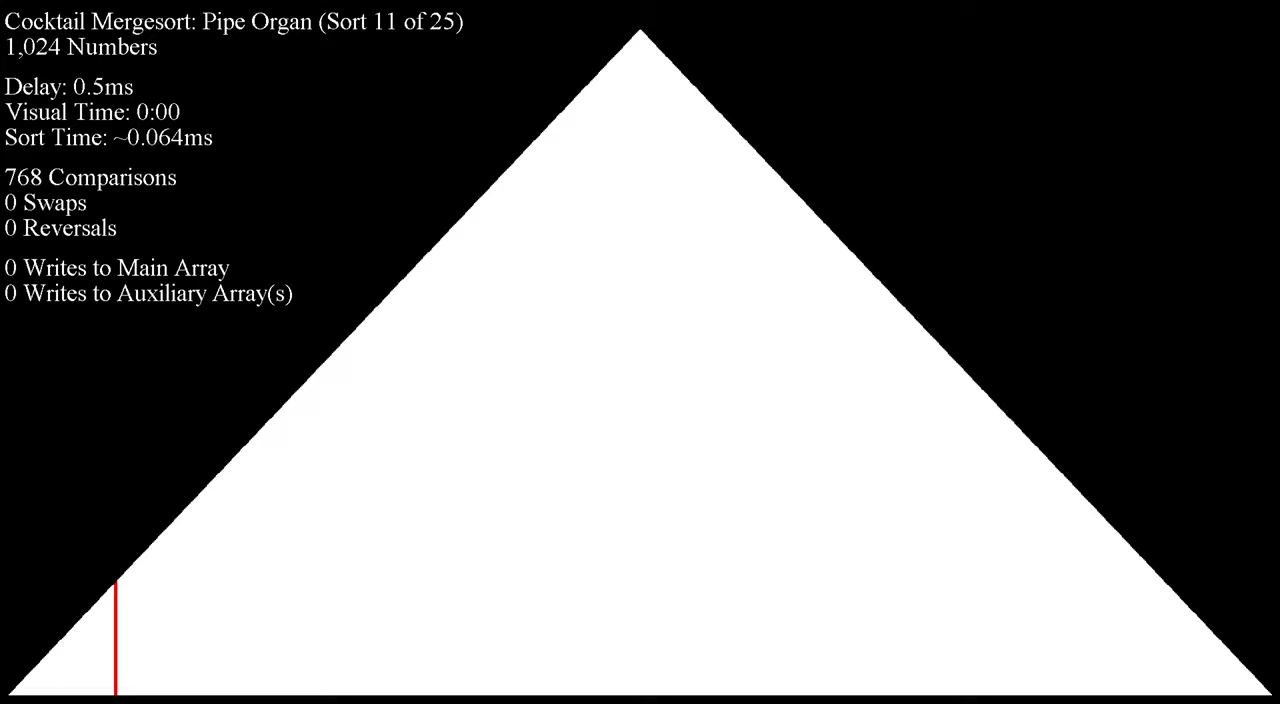 Cocktail Mergesort: Pipe Organ (Sort 11 of 25)
1,024 Numbers
Delay: 0.5ms
Visual Time: 0:00
Sort Time: ~0.064ms
768 Comparisons
0 Swaps
0 Reversals
0 Writes to Main Array
0 Writes to Auxiliary Array(s)